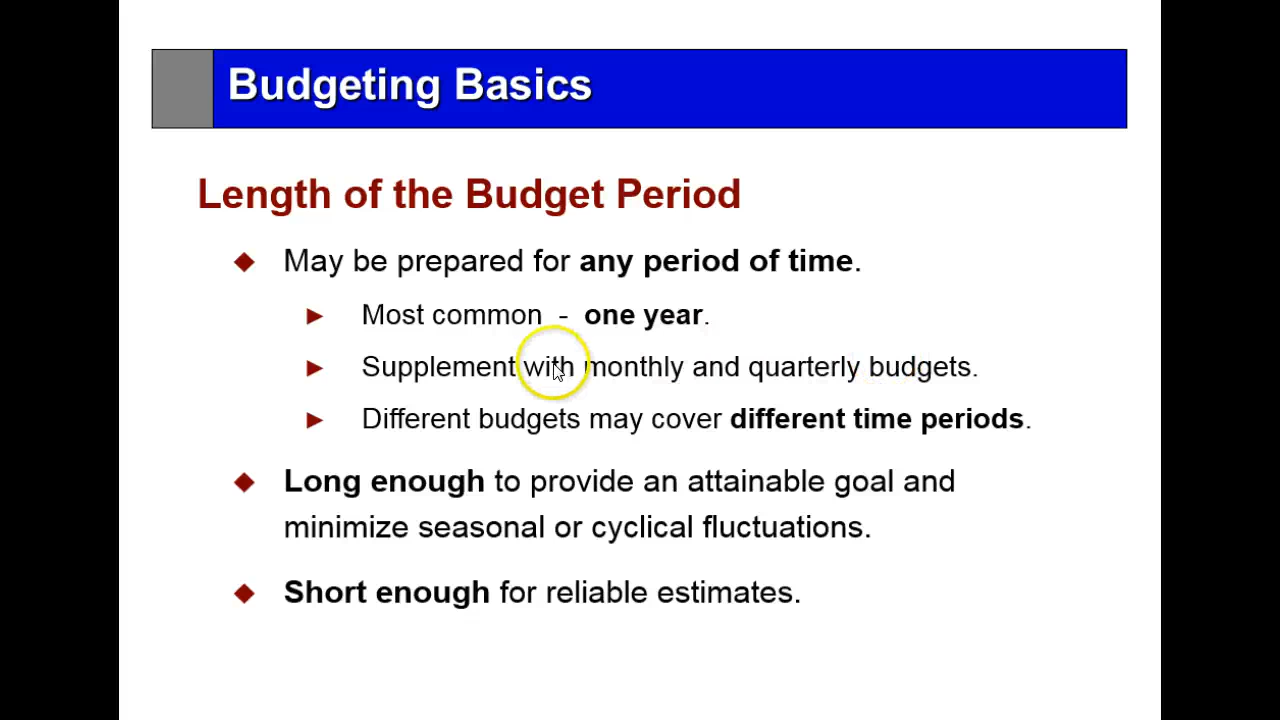 Budgeting Basics
Length of the Budget Period
May be prepared for any period of time.
Most common - one year.
Supplement with monthly and quarterly budgets.
Different budgets may cover different time periods.
Long enough to provide an attainable goal and
minimize seasonal or cyclical fluctuations.
Short enough for reliable estimates.